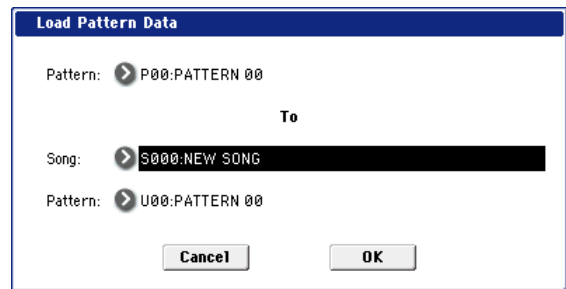 Load Pattern Data
Pattern: P00:PATTERN 00
To
Song: S000:NEW SONG
Pattern: U00:PATTERN 00
Cancel OK